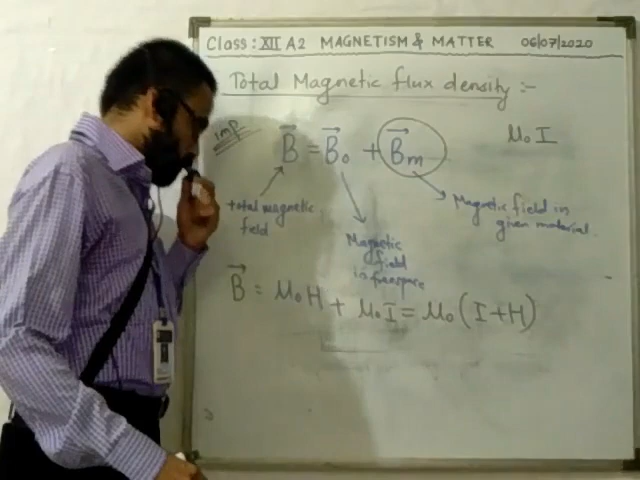 Class: XII A2 MAGNETISM & MATTER 06/07/2020
Total Magnetic flux density :-
imp
B⃗ = B⃗₀ + B⃗m
μ₀ I
total magnetic field
Magnetic field in freespace
Magnetic field in given material.
B⃗ = μ₀H + μ₀I = μ₀(I+H)